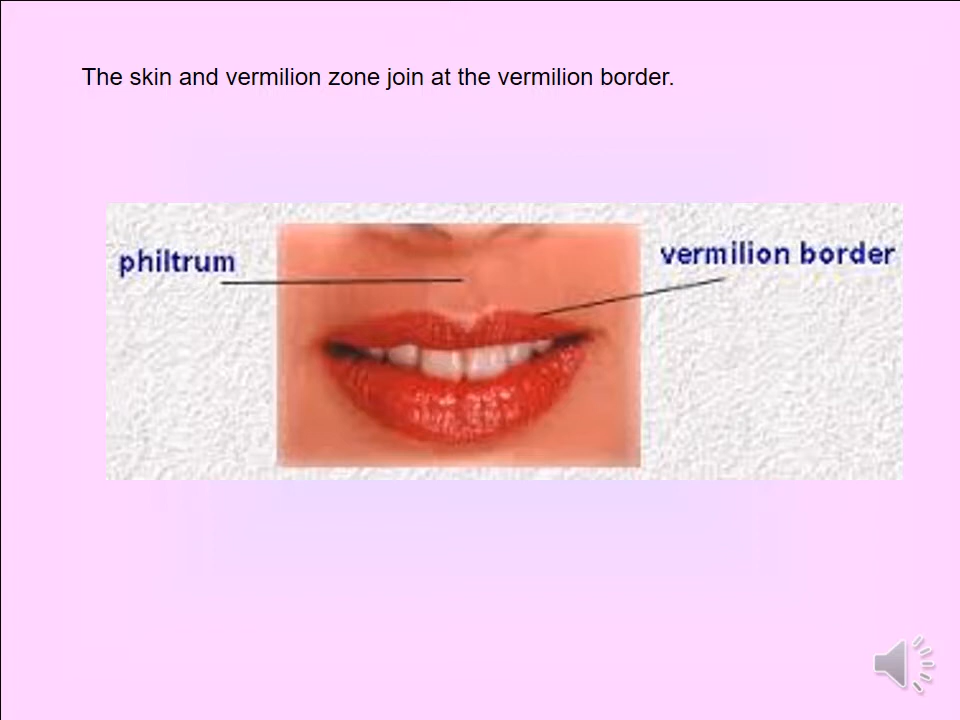 The skin and vermilion zone join at the vermilion border.
philtrum
vermilion border